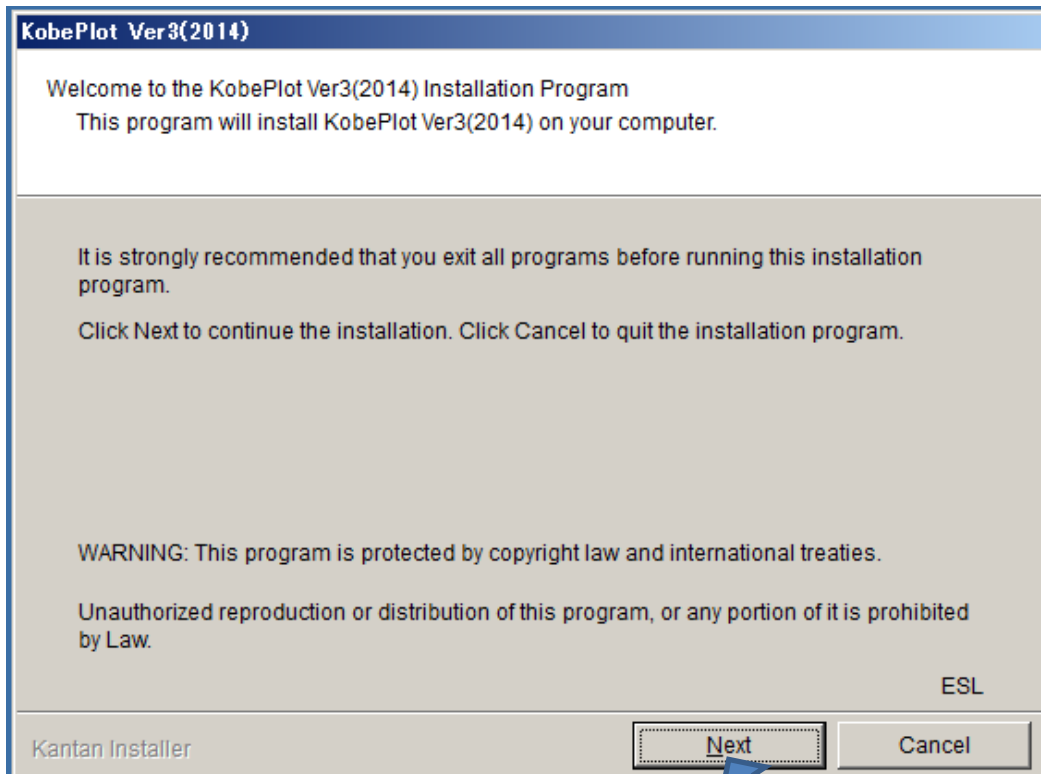 KobePlot Ver3(2014)
Welcome to the KobePlot Ver3(2014) Installation Program
This program will install KobePlot Ver3(2014) on your computer.
It is strongly recommended that you exit all programs before running this installation
program.
Click Next to continue the installation. Click Cancel to quit the installation program.
WARNING: This program is protected by copyright law and international treaties.
Unauthorized reproduction or distribution of this program, or any portion of it is prohibited
by Law.
ESL
Kantan Installer
Next
Cancel